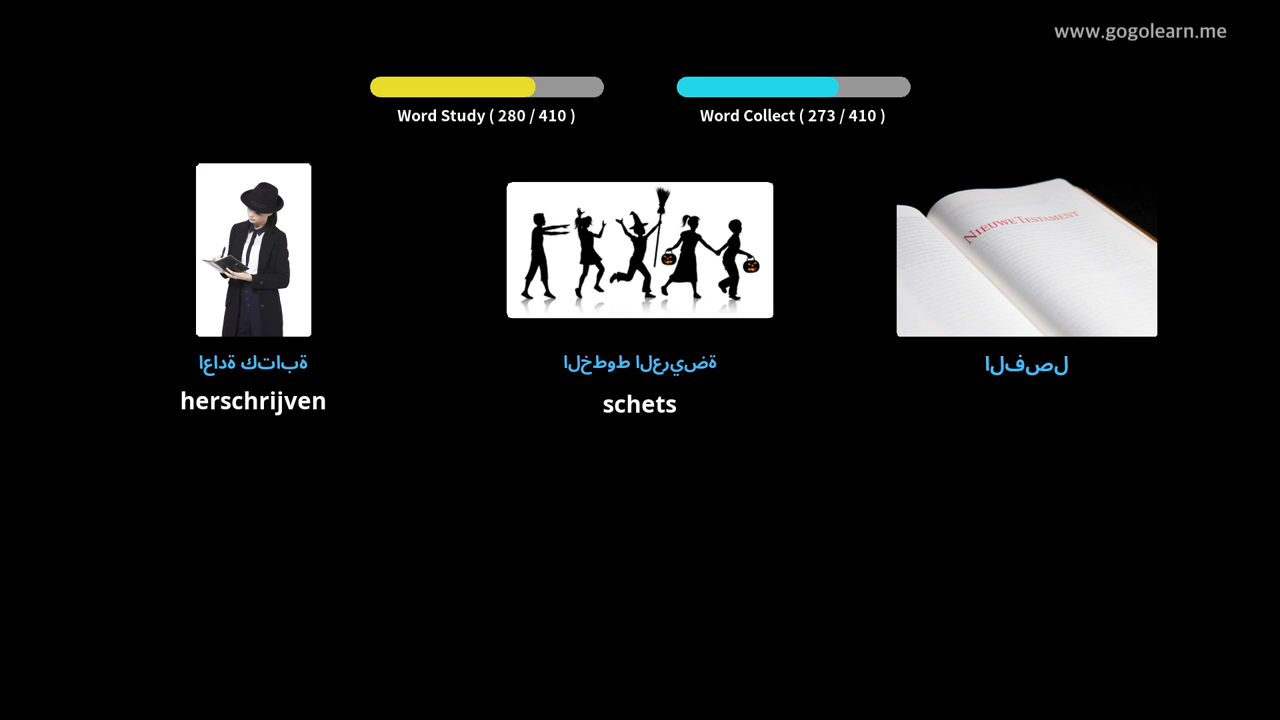 www.gogolearn.me
Word Study ( 280 / 410 )
Word Collect ( 273 / 410 )
NIEUWE TESTAMENT
اعادة كتابة
الخطوط العريضة
الفصل
herschrijven
schets